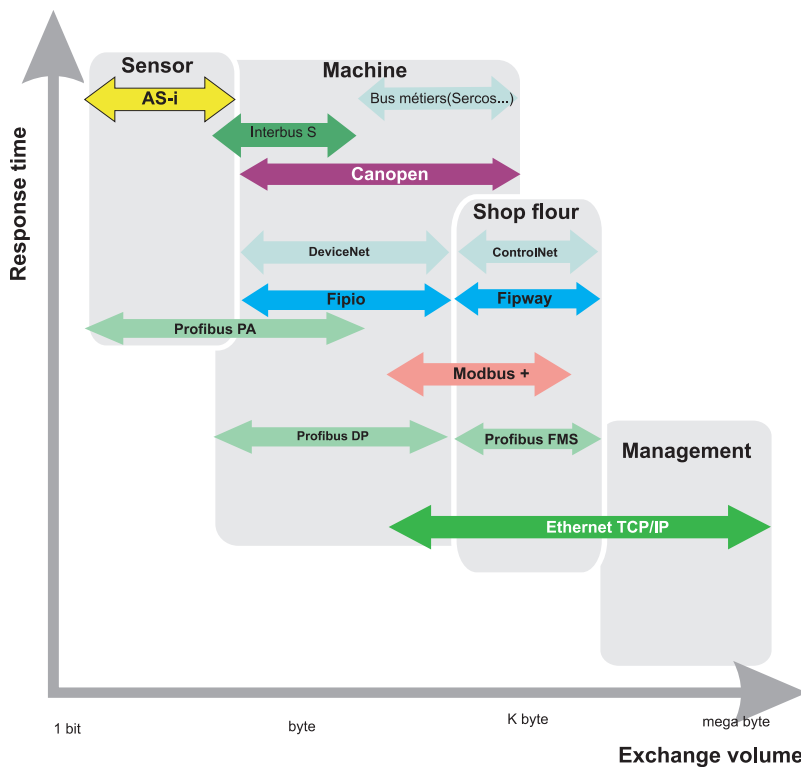 Sensor
Machine
AS-i
Bus métiers(Sercos...)
Interbus S
Canopen
Shop flour
DeviceNet
ControlNet
Fipio
Fipway
Profibus PA
Modbus +
Profibus DP
Profibus FMS
Management
Ethernet TCP/IP
Response time
1 bit
byte
K byte
mega byte
Exchange volume